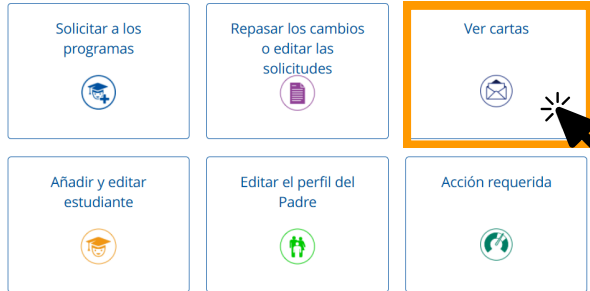 Solicitar a los
programas
Repasar los cambios
o editar las
solicitudes
Ver cartas
Añadir y editar
estudiante
Editar el perfil del
Padre
Acción requerida